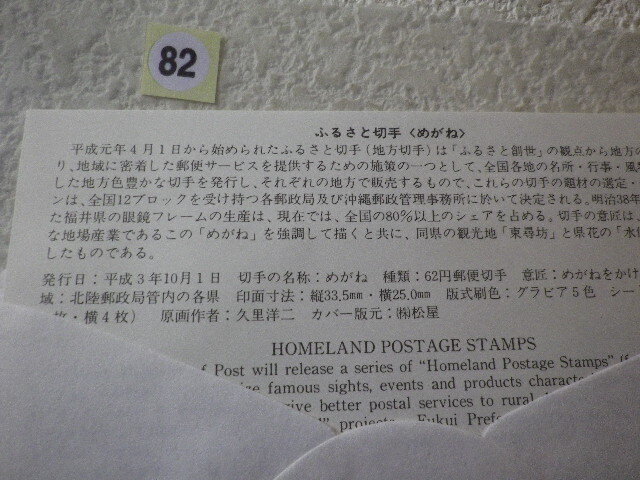 82
ふるさと切手〈めがね〉
平成元年4月1日から始められたふるさと切手(地方切手)は「ふるさと創世」の観点から地方の
り、地域に密着した郵便サービスを提供するための施策の一つとして、全国各地の名所・行事・風
した地方色豊かな切手を発行し、それぞれの地方で販売するもので、これらの切手の題材の選定・
ンは、全国12ブロックを受け持つ各郵政局及び沖縄郵政管理事務所に於いて決定される。明治38年
た福井県の眼鏡フレームの生産は、現在では、全国の80%以上のシェアを占める。切手の意匠は、
な地場産業であるこの「めがね」を強調して描くと共に、同県の観光地「東尋坊」と県花の「水仙
したものである。
発行日:平成3年10月1日 切手の名称:めがね 種類:62円郵便切手 意匠:めがねをかけ
域:北陸郵政局管内の各県 印面寸法:縦33.5mm・横25.0mm 版式刷色:グラビア5色 シー
枚・横4枚) 原画作者:久里洋二 カバー版元:㈱松屋
HOMELAND POSTAGE STAMPS
of Post will release a series of "Homeland Postage Stamps" (f
famous sights, events and products charact
give better postal services to rural
projects. Fukui Pref